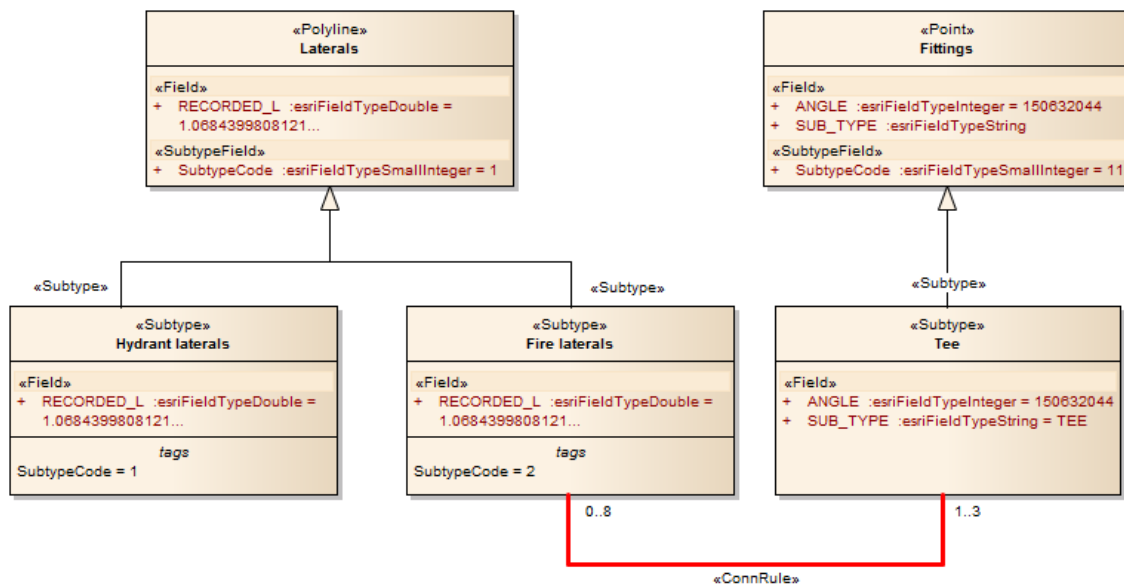 «Polyline»
Laterals
«Field»
+ RECORDED_L :esriFieldTypeDouble =
1.0684399808121...
«SubtypeField»
+ SubtypeCode :esriFieldTypeSmallInteger = 1
«Point»
Fittings
«Field»
+ ANGLE :esriFieldTypeInteger = 150632044
+ SUB_TYPE :esriFieldTypeString
«SubtypeField»
+ SubtypeCode :esriFieldTypeSmallInteger = 11
«Subtype»
«Subtype»
«Subtype»
«Subtype»
Hydrant laterals
«Field»
+ RECORDED_L :esriFieldTypeDouble =
1.0684399808121...
tags
SubtypeCode = 1
«Subtype»
Fire laterals
«Field»
+ RECORDED_L :esriFieldTypeDouble =
1.0684399808121...
tags
SubtypeCode = 2
«Subtype»
Tee
«Field»
+ ANGLE :esriFieldTypeInteger = 150632044
+ SUB_TYPE :esriFieldTypeString = TEE
0..8
1..3
«ConnRule»